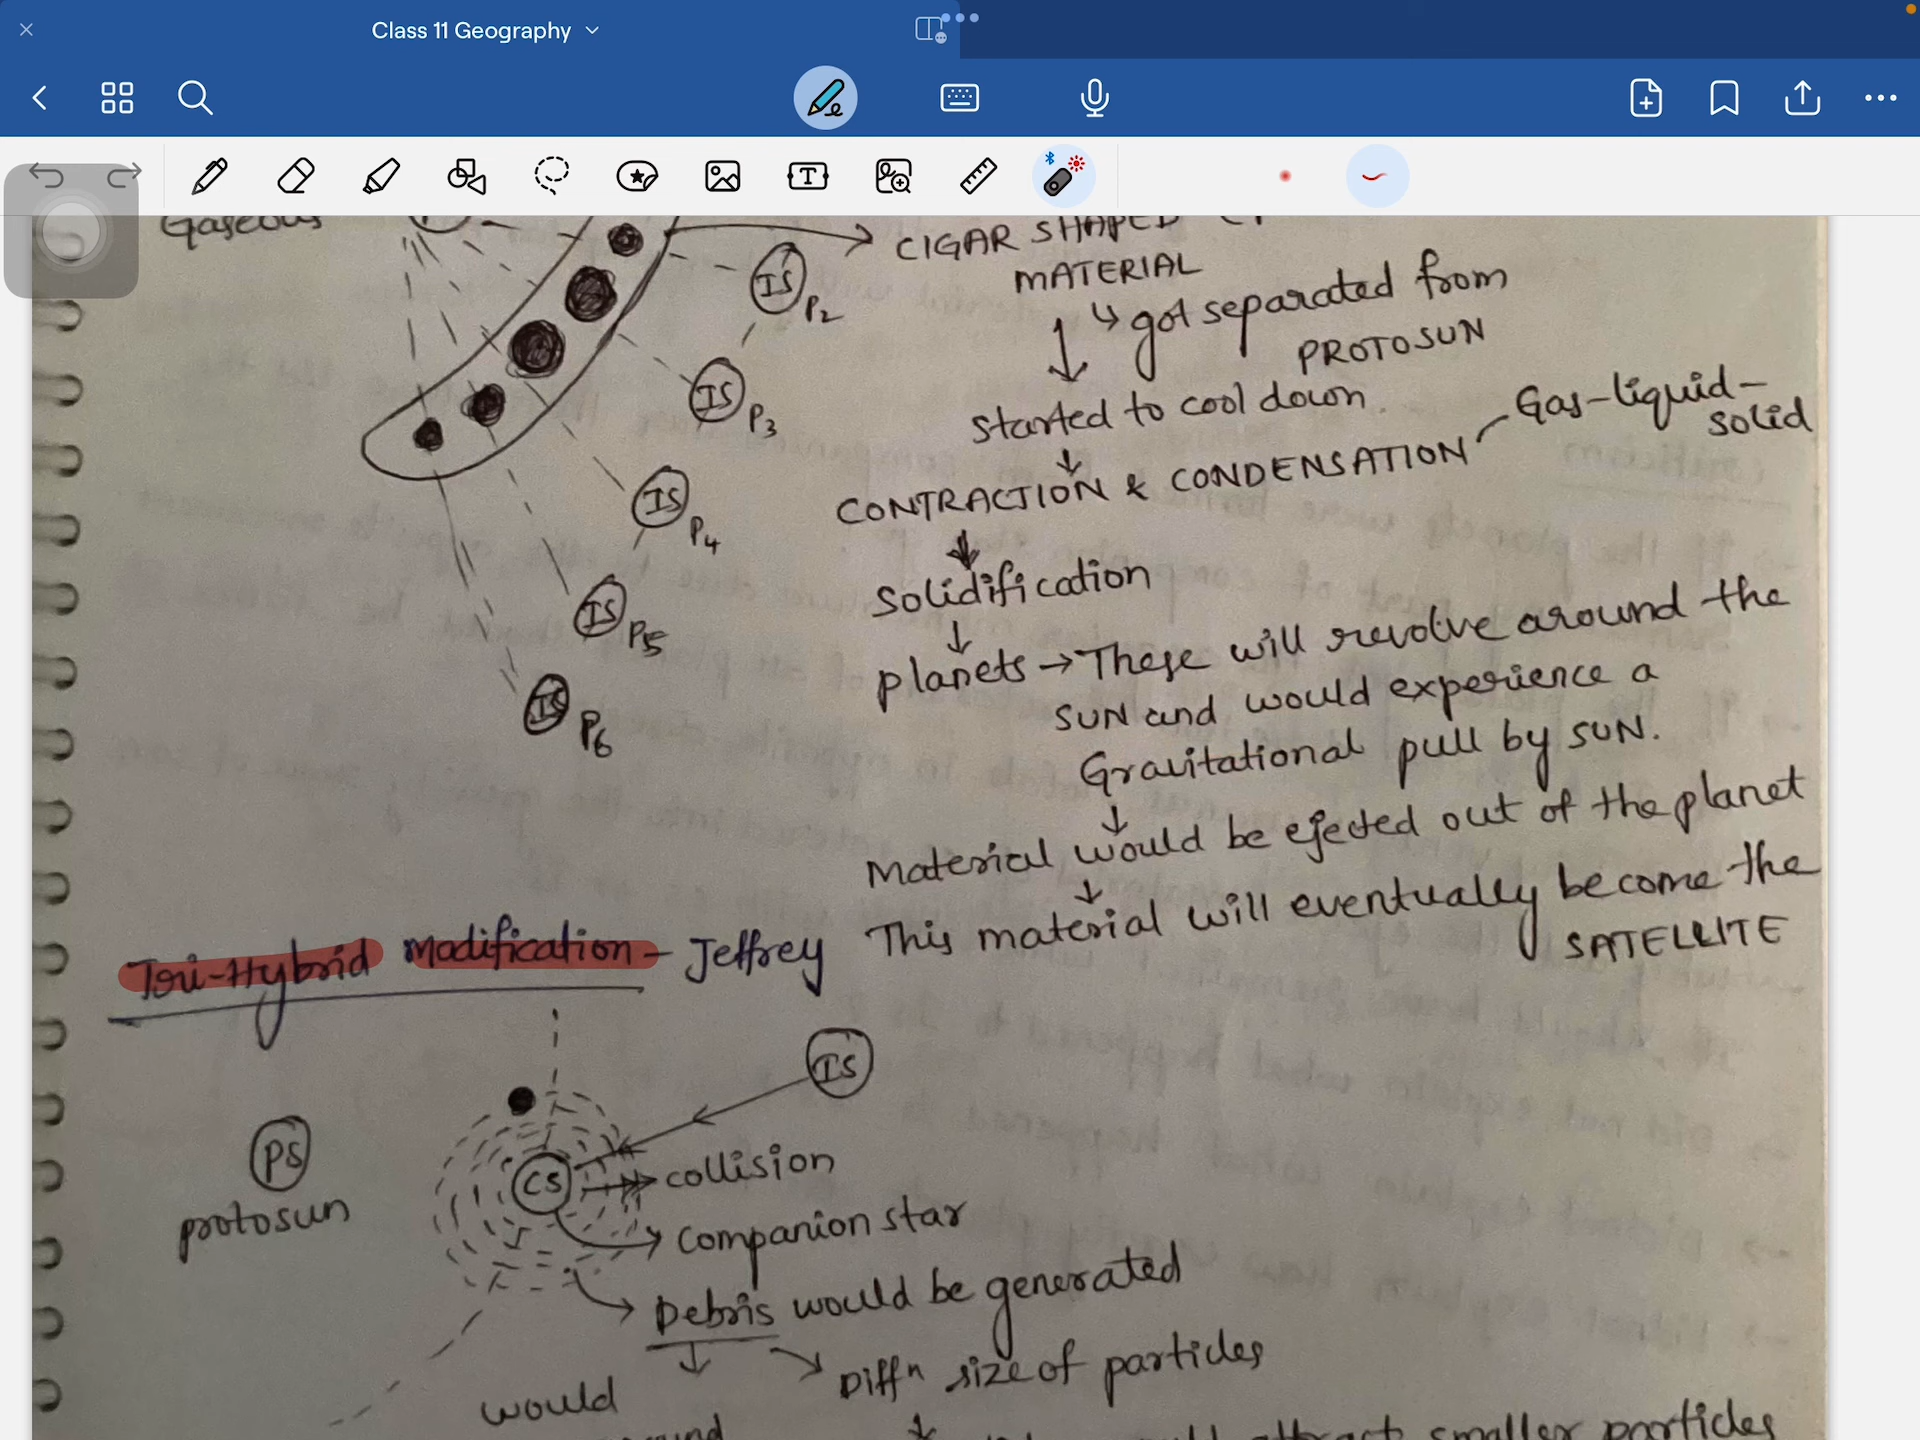 Class 11 Geography
Gaseous
CIGAR SHAPED
MATERIAL
↳ got separated from
PROTOSUN
started to cool down.
CONTRACTION & CONDENSATION
Gas-liquid-
solid
Solidification
planets → These will revolve around the
SUN and would experience a
Gravitational pull by SUN.
Material would be ejected out of the planet
This material will eventually become the
SATELLITE
IS P2
IS P3
IS P4
IS P5
IS P6
Tri-Hybrid Modification - Jeffrey
IS
PS
protosun
CS
collision
companion star
Debris would be generated
Diffn size of particles
would
attract smaller particles